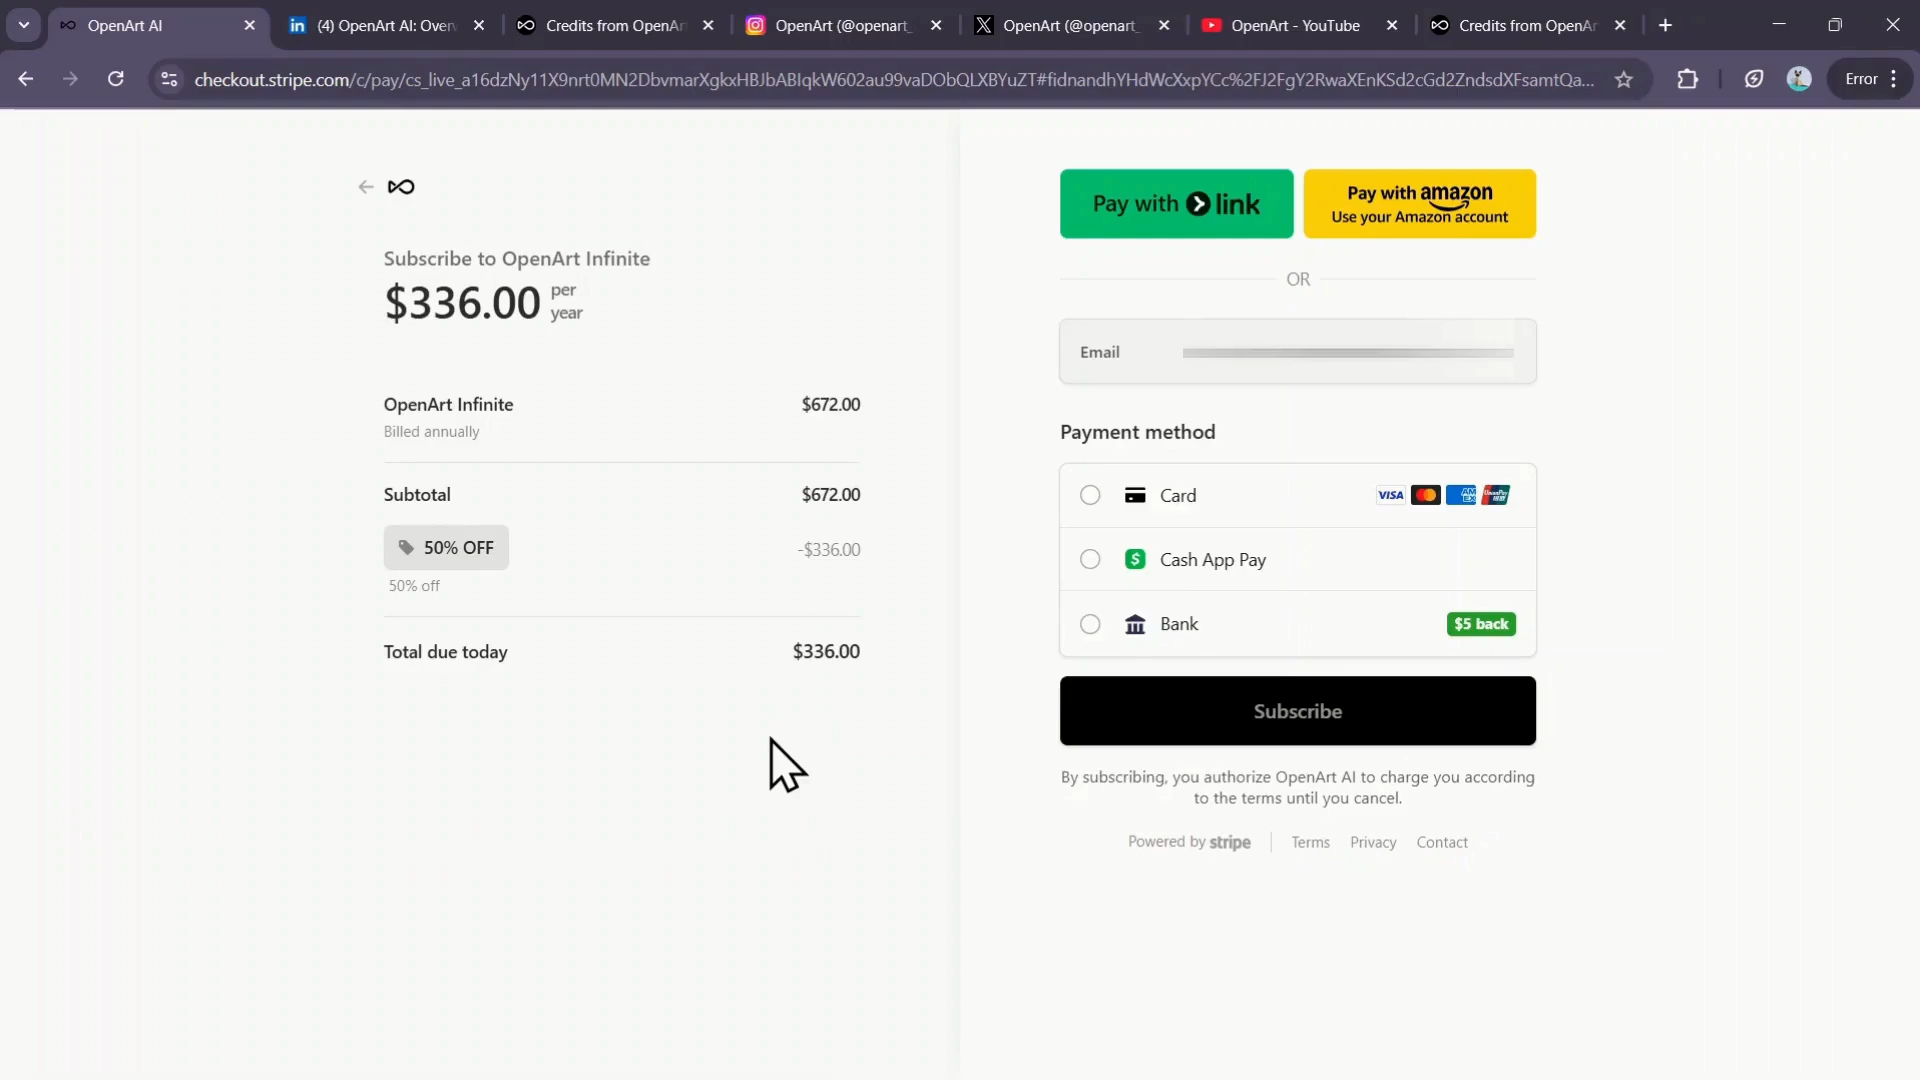 OpenArt AI
(4) OpenArt AI: Over
Credits from OpenAr
OpenArt (@openart_
OpenArt (@openart_
OpenArt - YouTube
Credits from OpenAr
checkout.stripe.com/c/pay/cs_live_a16dzNy11X9nrt0MN2DbvmarXgkxHBJbABIqkW602au99vaDObQLXBYuZT#fidnandhYHdWcXxpYCc%2FJ2FgY2RwaXEnKSd2cGd2ZndsdXFsamtQa...
Error
Subscribe to OpenArt Infinite
$336.00 per year
OpenArt Infinite $672.00
Billed annually
Subtotal $672.00
50% OFF -$336.00
50% off
Total due today $336.00
Pay with link
Pay with amazon
Use your Amazon account
OR
Email
Payment method
Card VISA
Cash App Pay
Bank $5 back
Subscribe
By subscribing, you authorize OpenArt AI to charge you according
to the terms until you cancel.
Powered by stripe Terms Privacy Contact